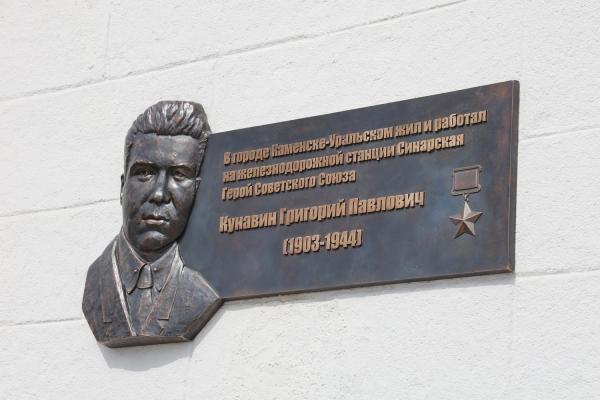 В городе Каменске-Уральском жил и работал
на железнодорожной станции Синарская
Герой Советского Союза
Кунавин Григорий Павлович
(1903-1944)